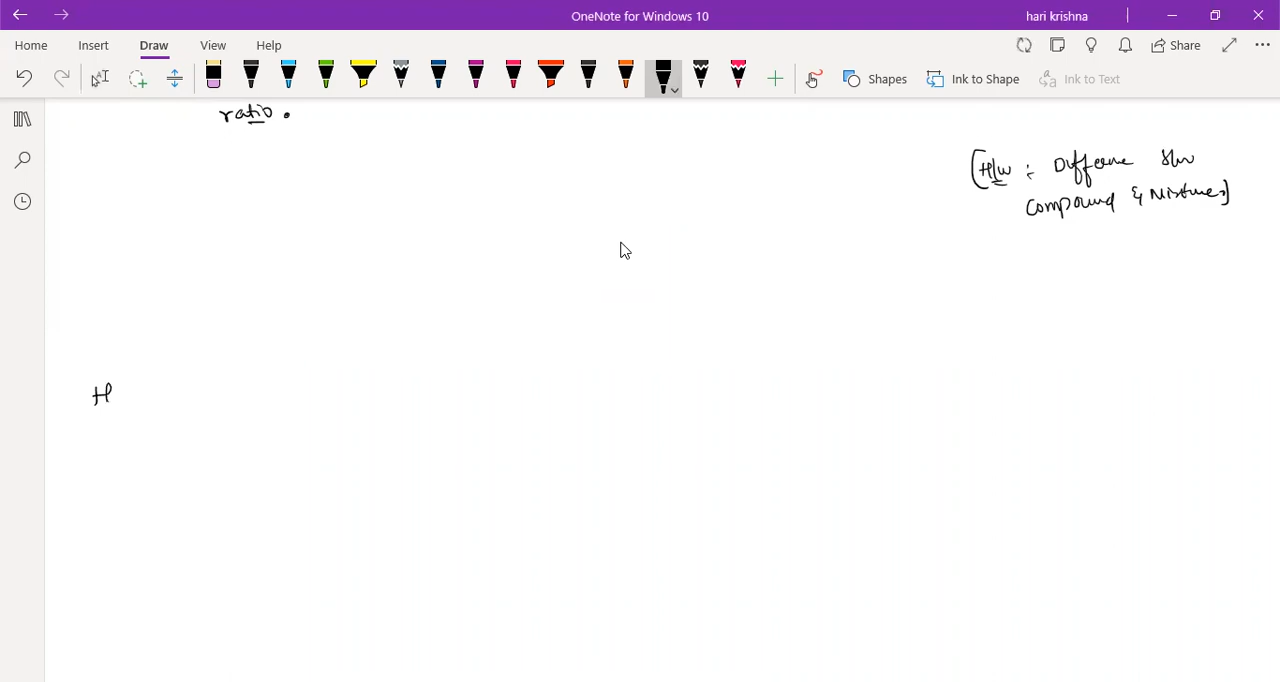 OneNote for Windows 10
hari krishna
Home Insert Draw View Help
Share
Shapes
Ink to Shape
Ink to Text
ratio.
[H/w : Differene
compound & Mixtures]
H